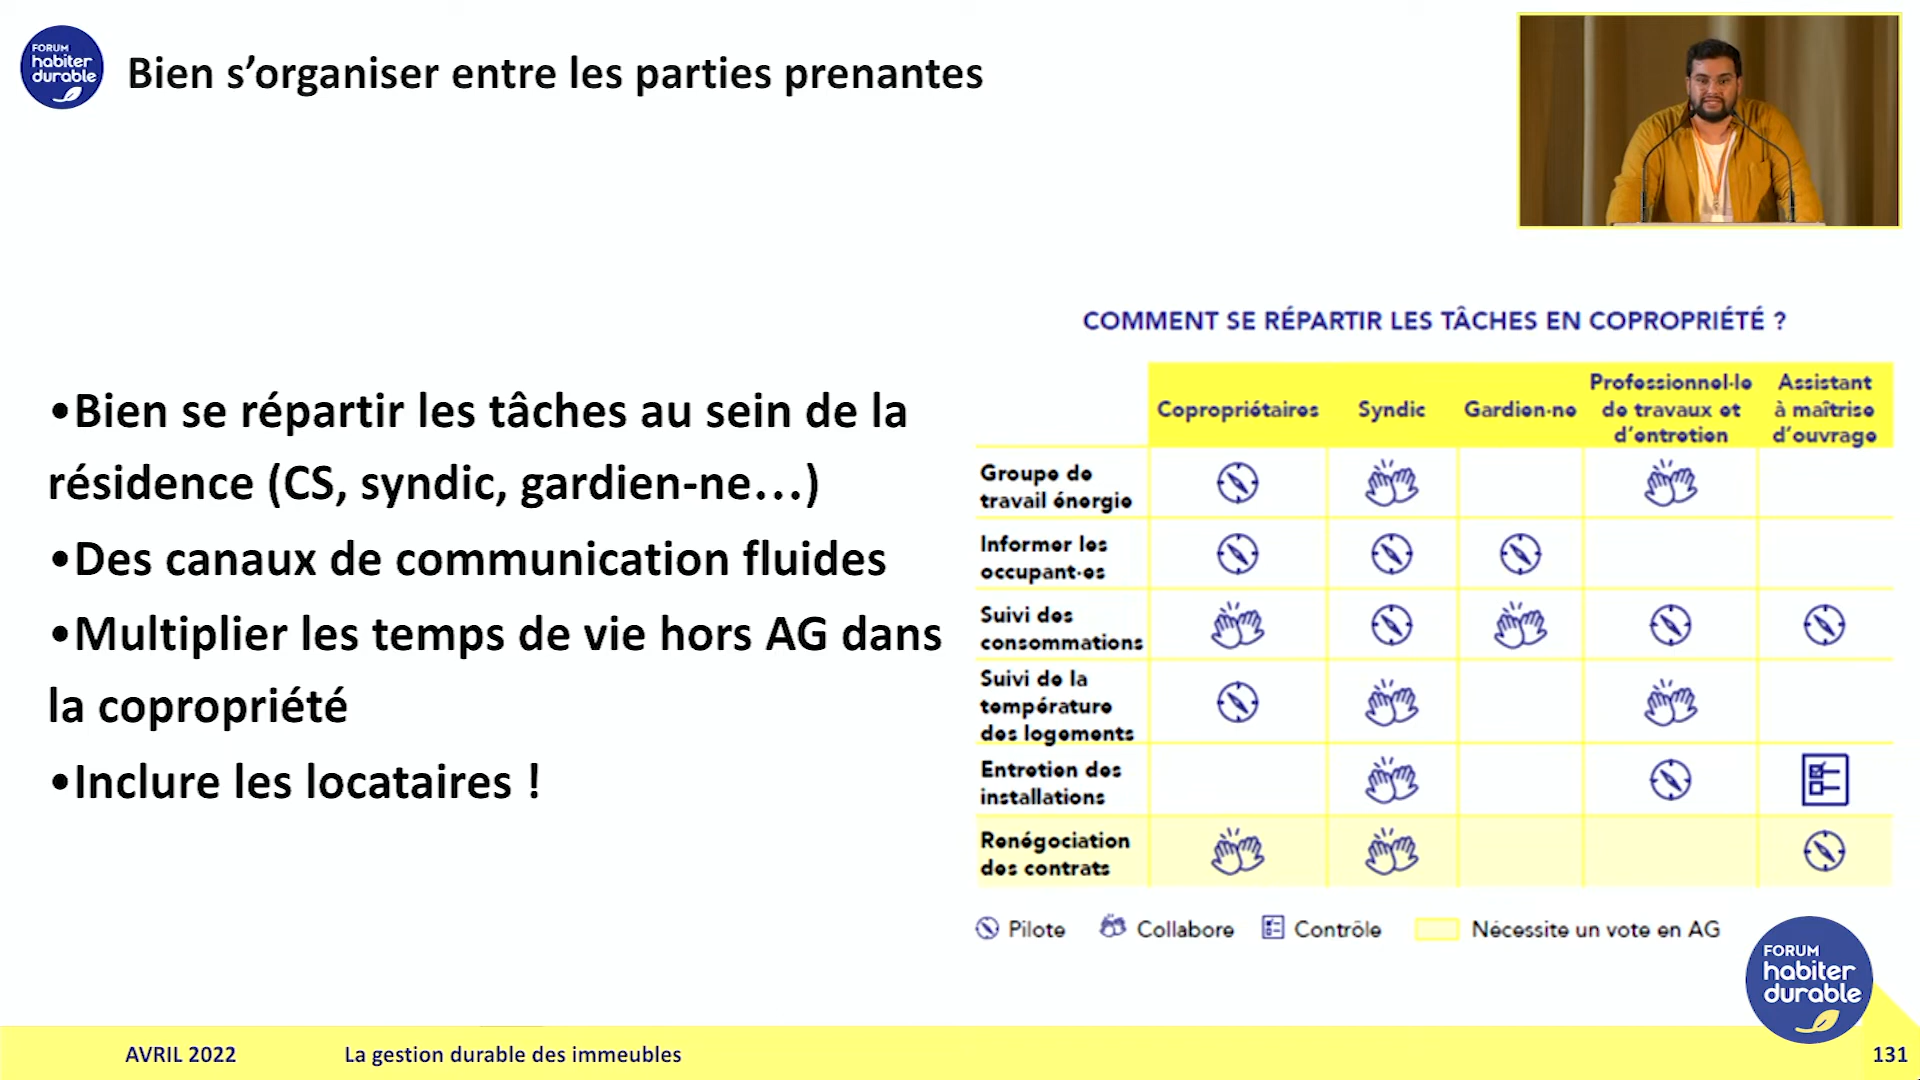 FORUM
habiter
durable
Bien s’organiser entre les parties prenantes
•Bien se répartir les tâches au sein de la
résidence (CS, syndic, gardien-ne…)
•Des canaux de communication fluides
•Multiplier les temps de vie hors AG dans
la copropriété
•Inclure les locataires !
COMMENT SE RÉPARTIR LES TÂCHES EN COPROPRIÉTÉ ?
Copropriétaires
Syndic
Gardien·ne
Professionnel·le
de travaux et
d’entretien
Assistant
à maîtrise
d’ouvrage
Groupe de
travail énergie
Informer les
occupant·es
Suivi des
consommations
Suivi de la
température
des logements
Entretien des
installations
Renégociation
des contrats
Pilote Collabore Contrôle Nécessite un vote en AG
FORUM
habiter
durable
AVRIL 2022 La gestion durable des immeubles 131